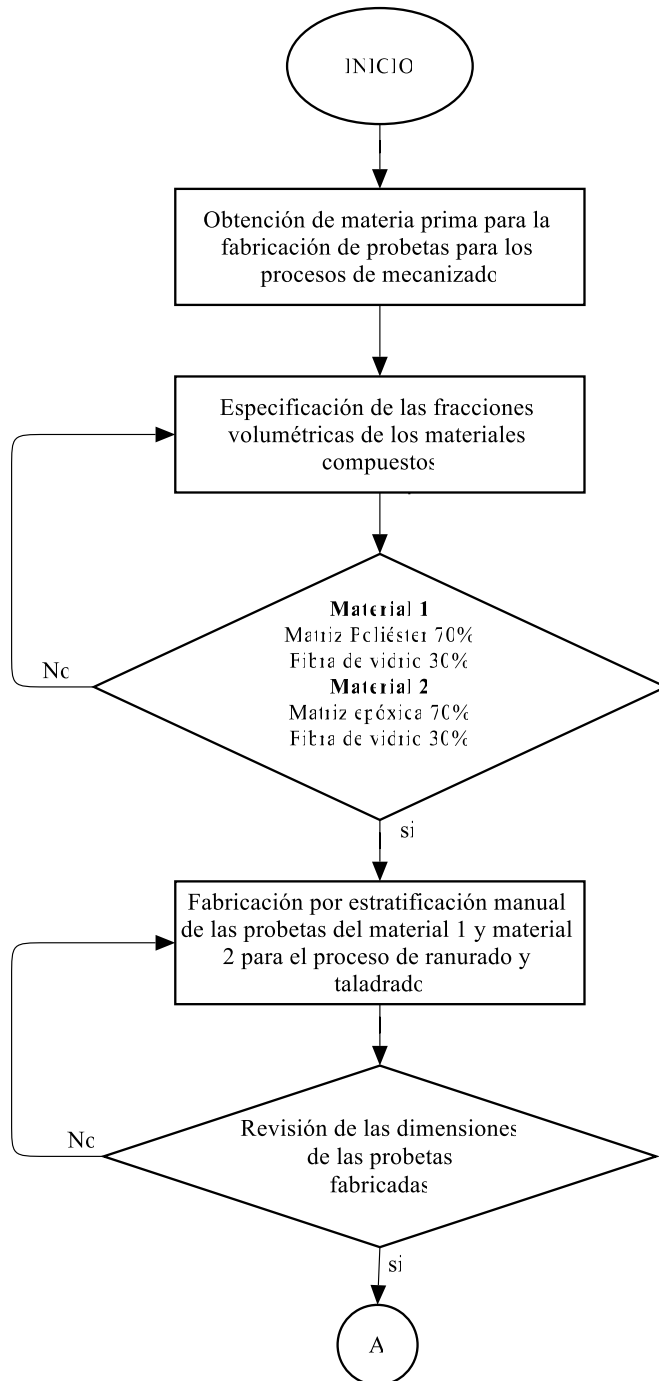 INICIO
Obtención de materia prima para la
fabricación de probetas para los
procesos de mecanizado
Especificación de las fracciones
volumétricas de los materiales
compuestos
Material 1
Matriz Poliéster 70%
Fibra de vidrio 30%
Material 2
Matriz epóxica 70%
Fibra de vidrio 30%
No
si
Fabricación por estratificación manual
de las probetas del material 1 y material
2 para el proceso de ranurado y
taladrado
Revisión de las dimensiones
de las probetas
fabricadas
No
si
A